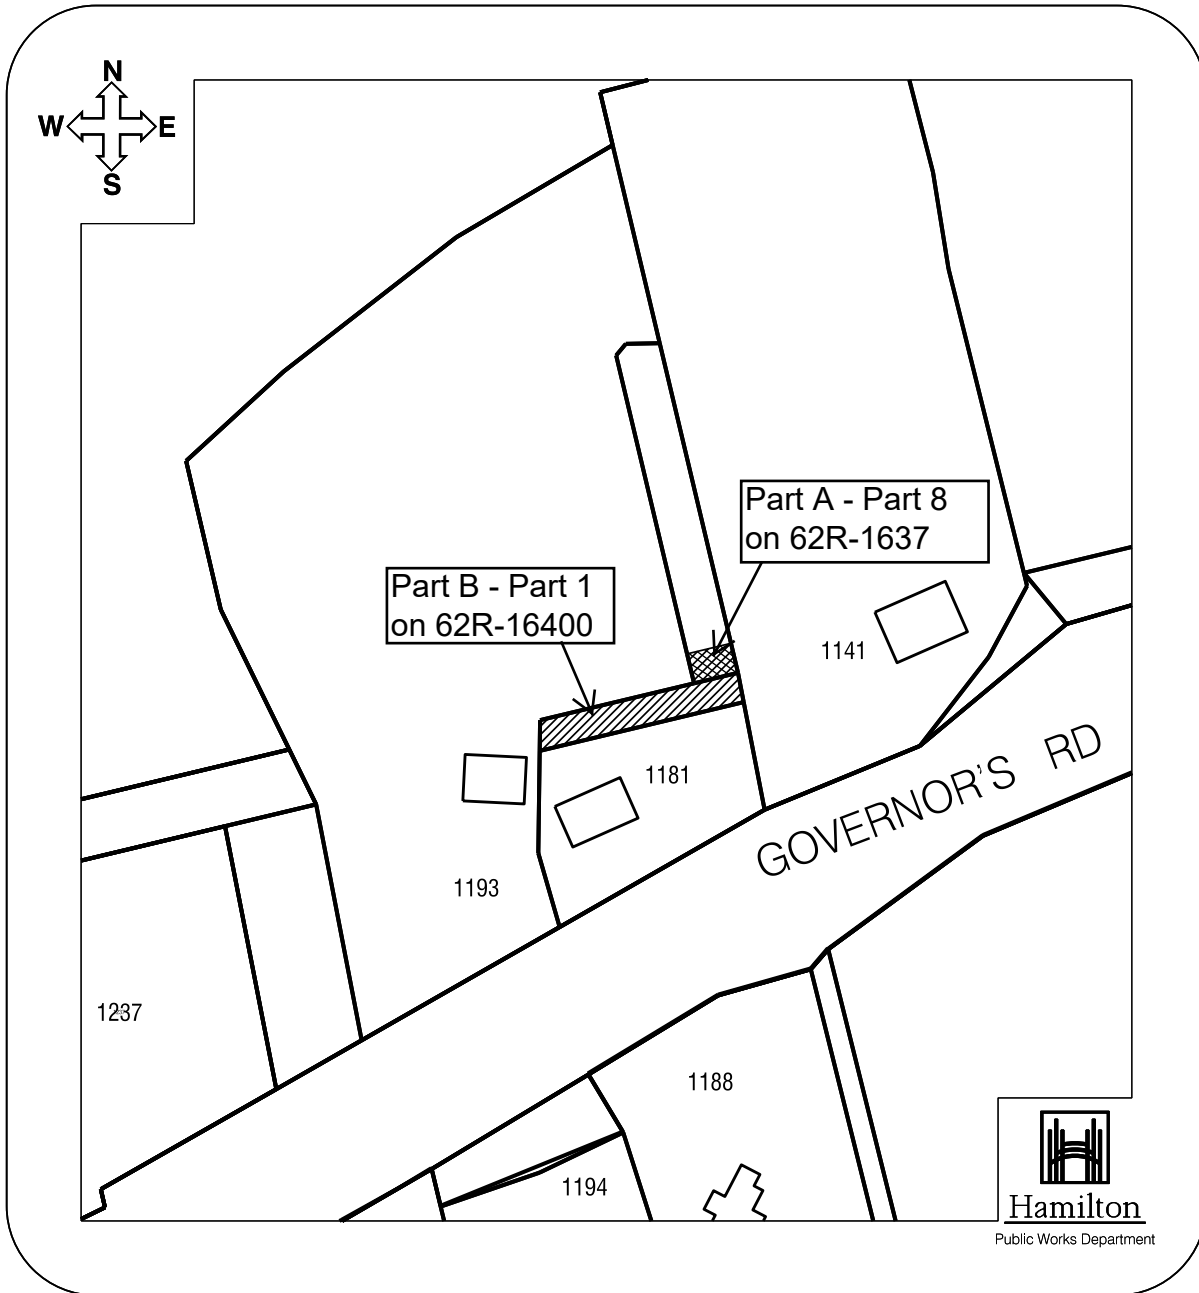 N
W E
S
Part A - Part 8
on 62R-1637
Part B - Part 1
on 62R-16400
1141
1181
GOVERNOR'S RD
1193
1237
1188
1194
Hamilton
Public Works Department